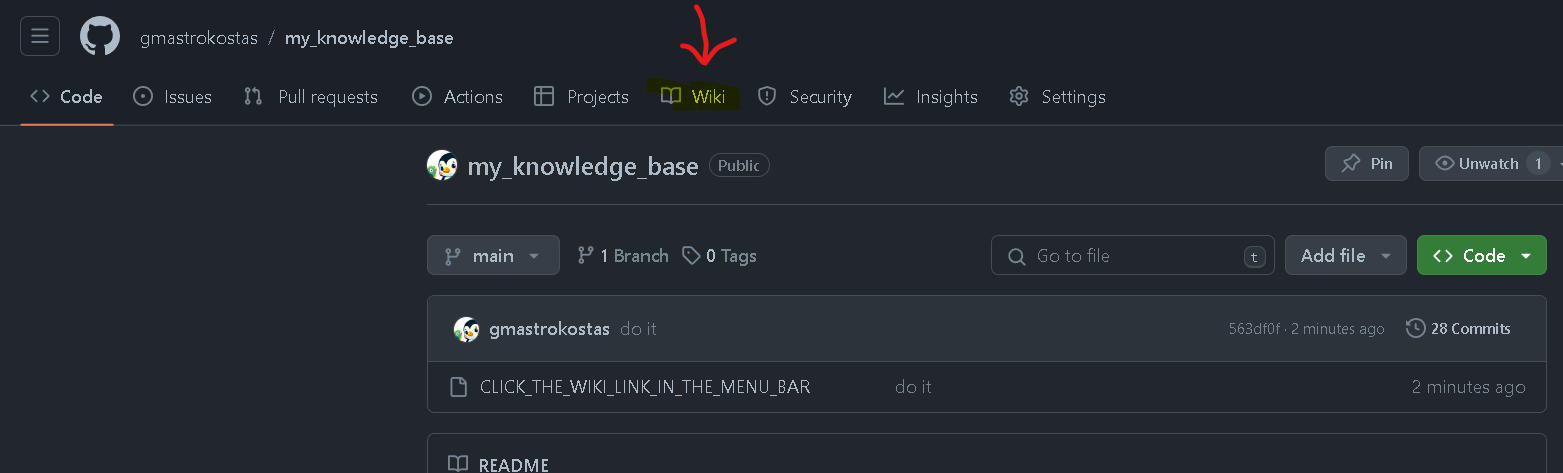 gmastrokostas / my_knowledge_base
Code Issues Pull requests Actions Projects Wiki Security Insights Settings
my_knowledge_base Public Pin Unwatch 1
main 1 Branch 0 Tags Go to file t Add file Code
gmastrokostas do it 563df0f · 2 minutes ago 28 Commits
CLICK_THE_WIKI_LINK_IN_THE_MENU_BAR do it 2 minutes ago
README